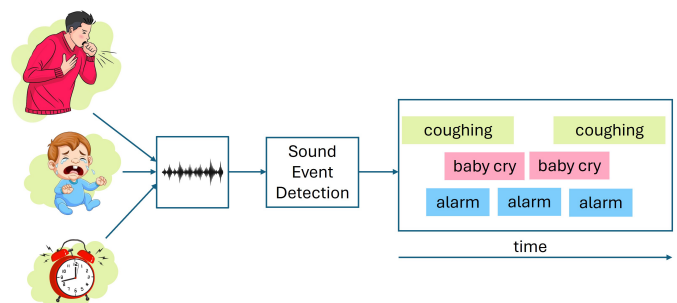 Sound
Event
Detection
coughing coughing
baby cry baby cry
alarm alarm alarm
time